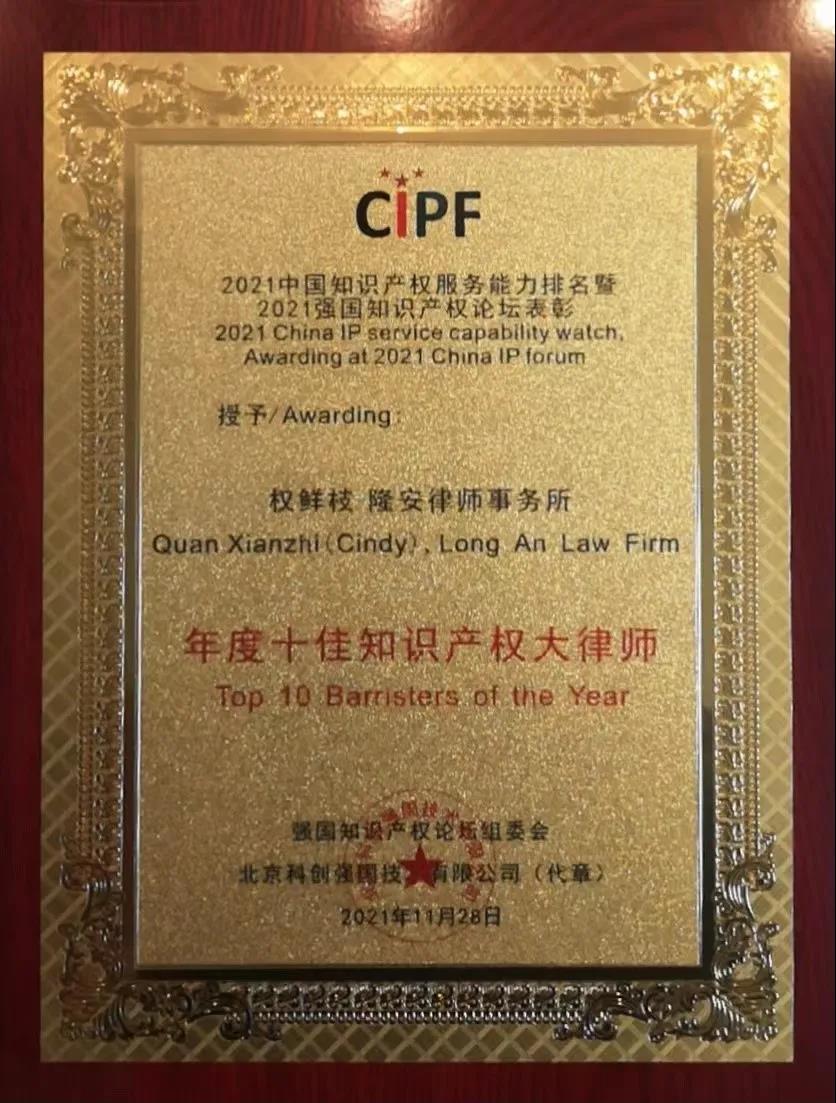 CiPF
2021中国知识产权服务能力排名暨
2021强国知识产权论坛表彰
2021 China IP service capability watch,
Awarding at 2021 China IP forum
授予/Awarding:
权鲜枝 隆安律师事务所
Quan Xianzhi(Cindy), Long An Law Firm
年度十佳知识产权大律师
Top 10 Barristers of the Year
强国知识产权论坛组委会
北京科创强国技术有限公司（代章）
2021年11月28日